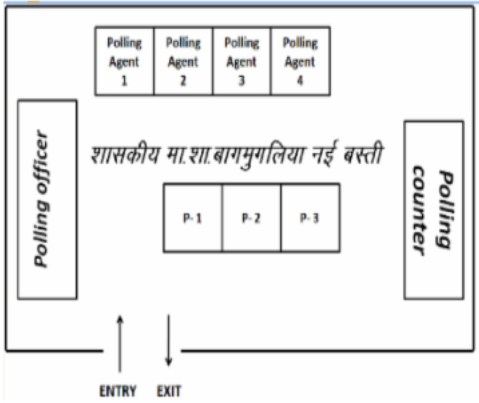 Polling Agent 1
Polling Agent 2
Polling Agent 3
Polling Agent 4
Polling officer
शासकीय मा.शा.बागमुगलिया नई बस्ती
Polling counter
P-1 P-2 P-3
ENTRY EXIT